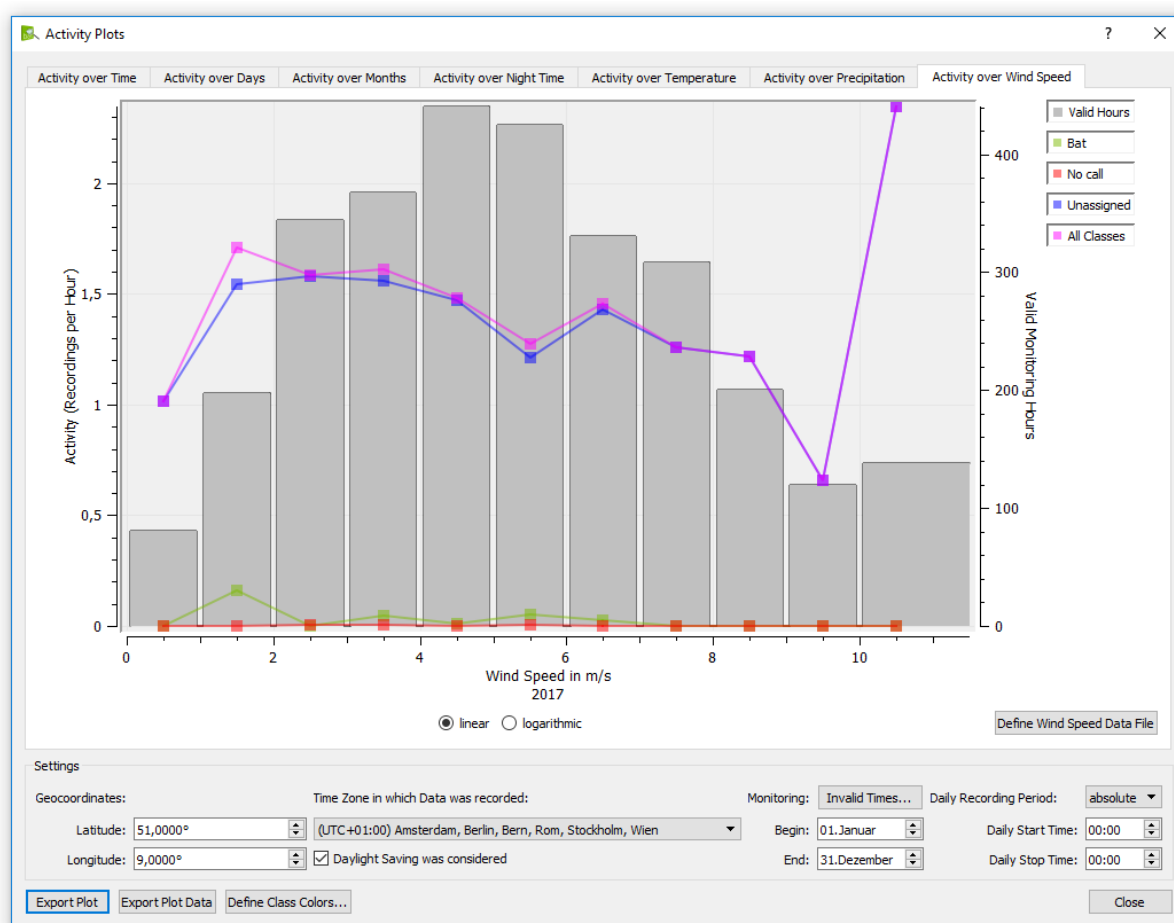 Activity Plots ?
Activity over Time Activity over Days Activity over Months Activity over Night Time Activity over Temperature Activity over Precipitation Activity over Wind Speed
Activity (Recordings per Hour)
2
1,5
1
0,5
0
400
300
200
100
0
Valid Monitoring Hours
Valid Hours
Bat
No call
Unassigned
All Classes
0 2 4 6 8 10
Wind Speed in m/s
2017
linear logarithmic Define Wind Speed Data File
Settings
Geocoordinates: Time Zone in which Data was recorded: Monitoring: Invalid Times... Daily Recording Period: absolute
Latitude: 51,0000° (UTC+01:00) Amsterdam, Berlin, Bern, Rom, Stockholm, Wien Begin: 01.Januar Daily Start Time: 00:00
Longitude: 9,0000° Daylight Saving was considered End: 31.Dezember Daily Stop Time: 00:00
Export Plot Export Plot Data Define Class Colors... Close